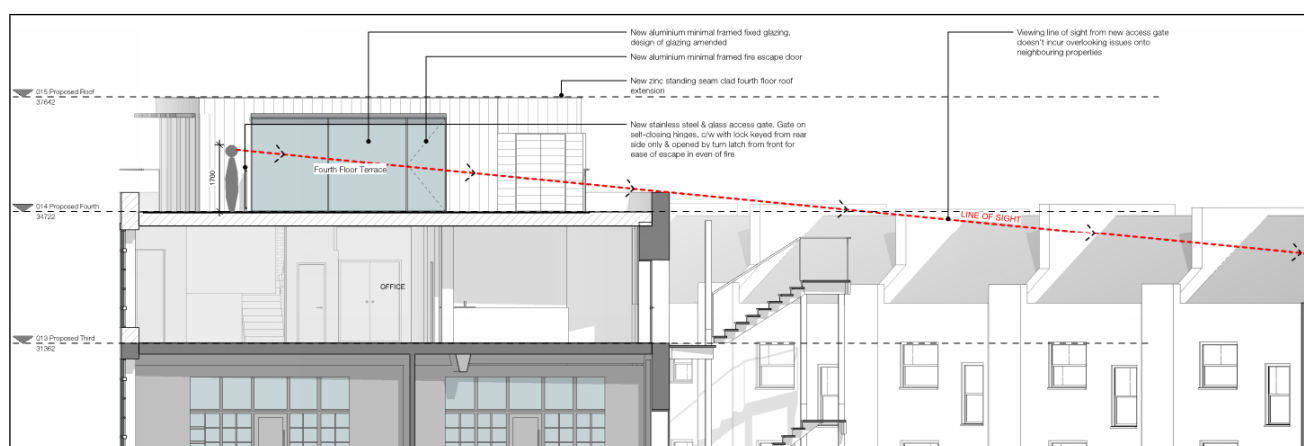 New aluminium minimal framed fixed glazing,
design of glazing amended
New aluminium minimal framed fire escape door
New zinc standing seam clad fourth floor roof
extension
New stainless steel & glass access gate. Gate on
self-closing hinges, c/w with lock keyed from rear
side only & opened by turn latch from front for
ease of escape in even of fire
Viewing line of sight from new access gate
doesn't incur overlooking issues onto
neighbouring properties
015 Proposed Roof
37642
1700
Fourth Floor Terrace
014 Proposed Fourth
34722
LINE OF SIGHT
OFFICE
013 Proposed Third
31362